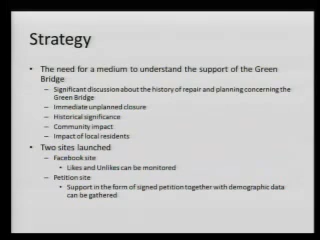 Strategy
• The need for a medium to understand the support of the Green
Bridge
– Significant discussion about the history of repair and planning concerning the
Green Bridge
– Immediate unplanned closure
– Historical significance
– Community impact
– Impact of local residents
• Two sites launched
– Facebook site
• Likes and Unlikes can be monitored
– Petition site
• Support in the form of signed petition together with demographic data
can be gathered